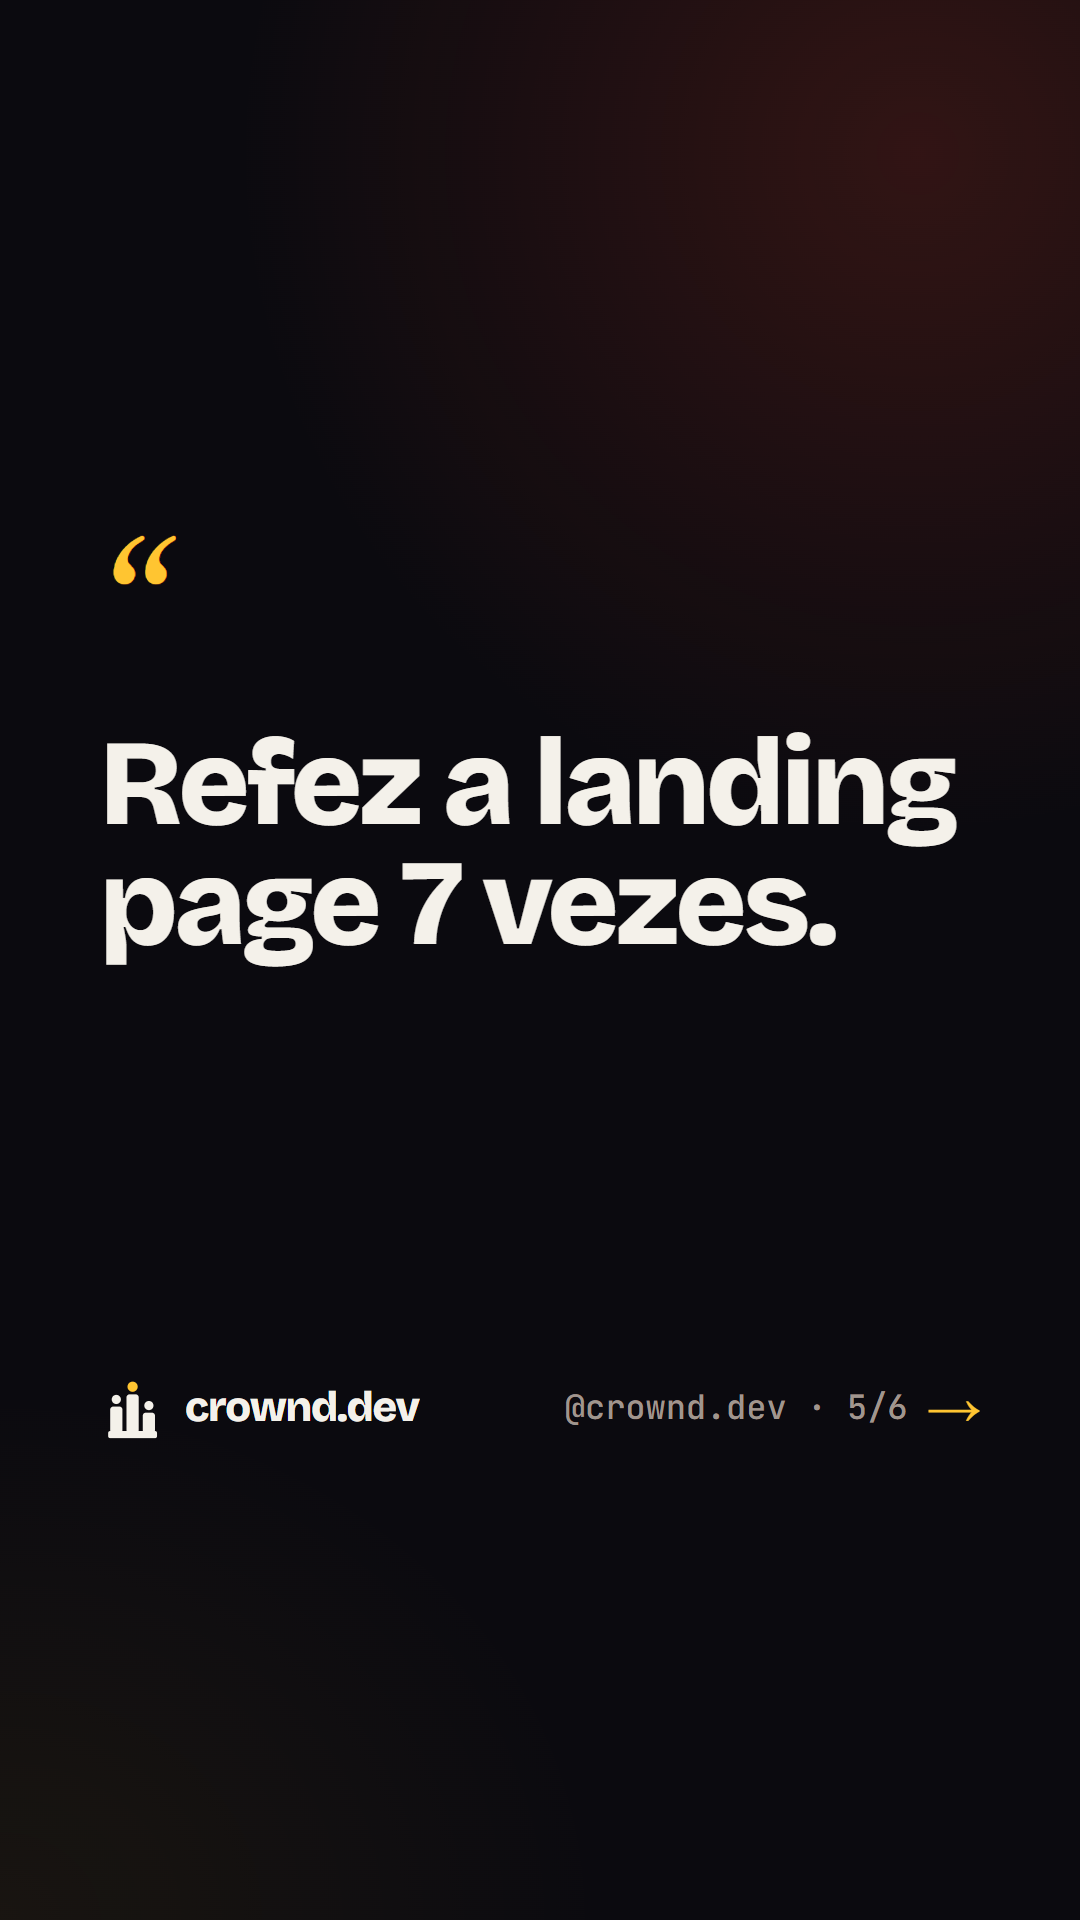 “
Refez a landing
page 7 vezes.
crownd.dev
@crownd.dev · 5/6 →